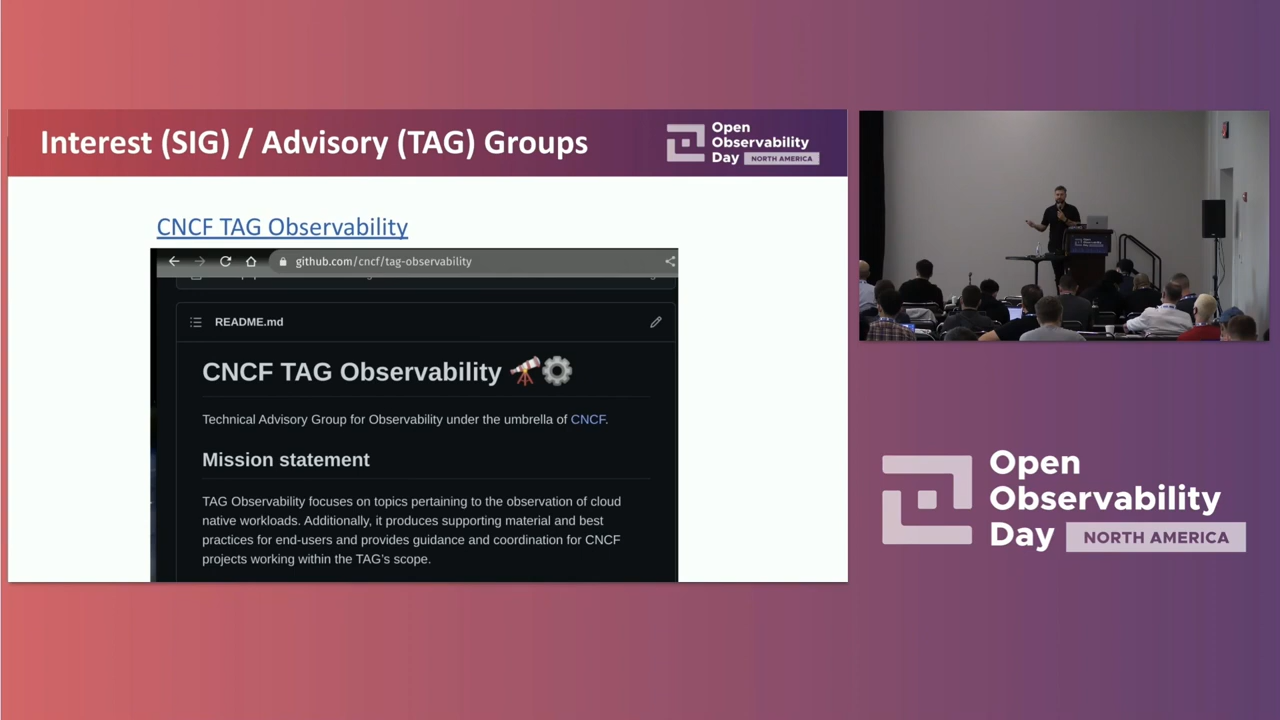 Interest (SIG) / Advisory (TAG) Groups
Open
Observability
Day NORTH AMERICA
CNCF TAG Observability
github.com/cncf/tag-observability
README.md
CNCF TAG Observability
Technical Advisory Group for Observability under the umbrella of CNCF.
Mission statement
TAG Observability focuses on topics pertaining to the observation of cloud
native workloads. Additionally, it produces supporting material and best
practices for end-users and provides guidance and coordination for CNCF
projects working within the TAG's scope.
Open
Observability
Day NORTH AMERICA